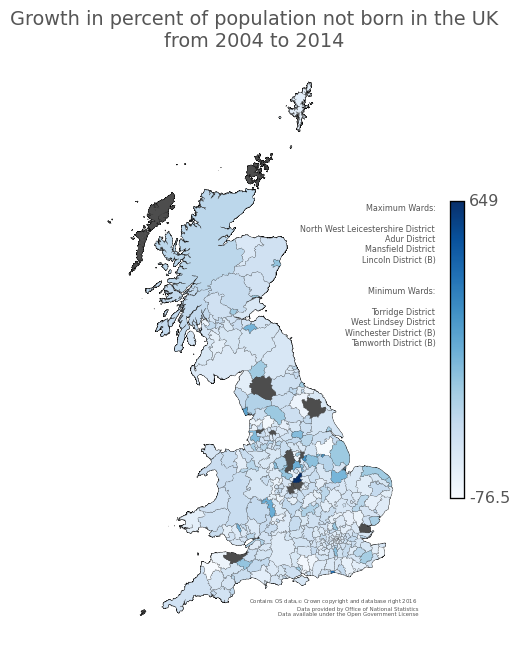 Growth in percent of population not born in the UK
from 2004 to 2014
649
Maximum Wards:
North West Leicestershire District
Adur District
Mansfield District
Lincoln District (B)
Minimum Wards:
Torridge District
West Lindsey District
Winchester District (B)
Tamworth District (B)
-76.5
Contains OS data,© Crown copyright and database right 2016
Data provided by Office of National Statistics
Data available under the Open Government License